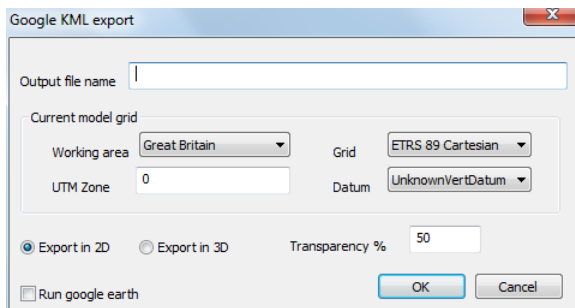 Google KML export
X
Output file name
Current model grid
Working area Great Britain Grid ETRS 89 Cartesian
UTM Zone 0 Datum UnknownVertDatum
Export in 2D Export in 3D Transparency % 50
Run google earth OK Cancel